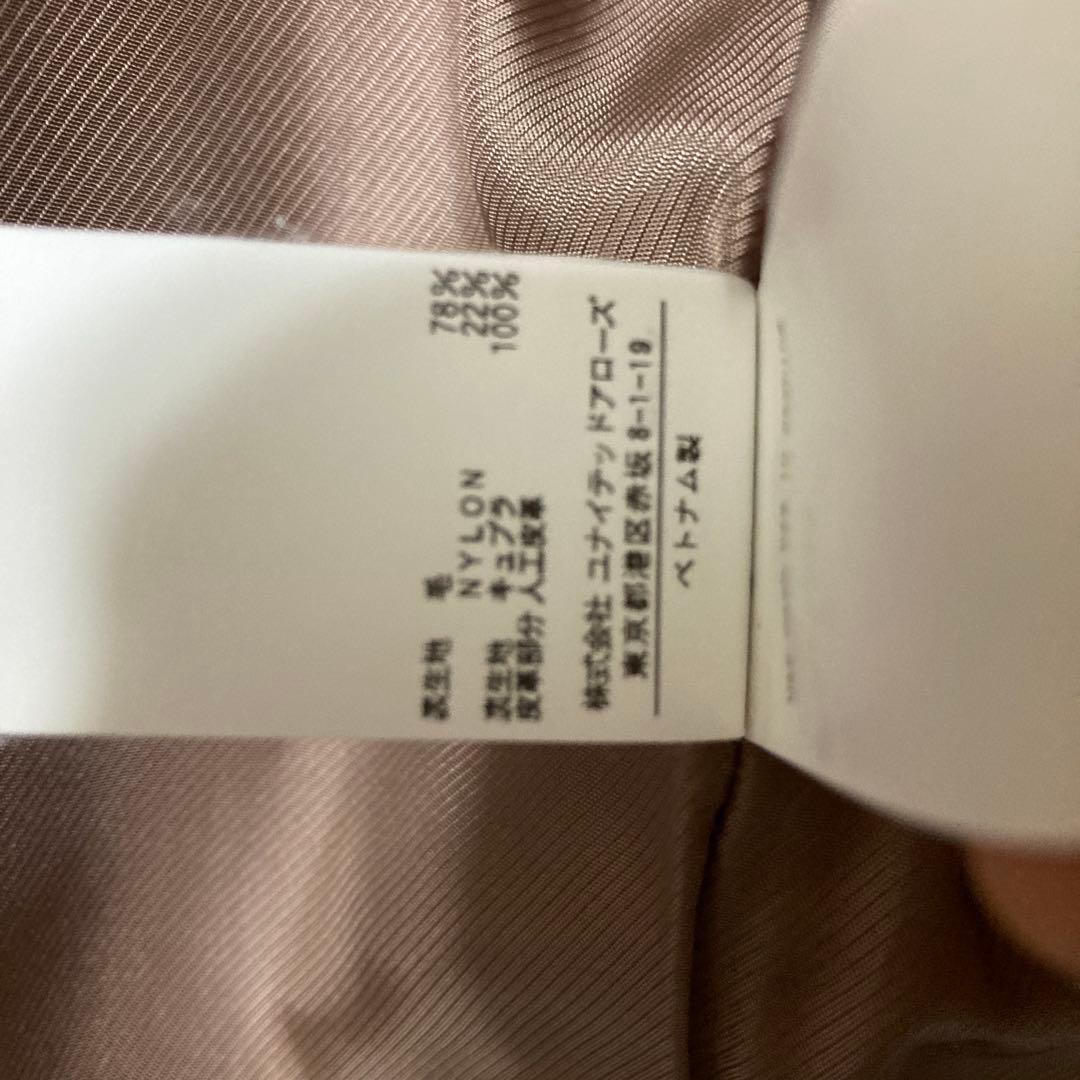 表生地 毛 78%
NYLON 22%
裏生地 キュプラ 100%
皮革部分 人工皮革
株式会社 ユナイテッドアローズ
東京都港区赤坂 8-1-19
ベトナム製